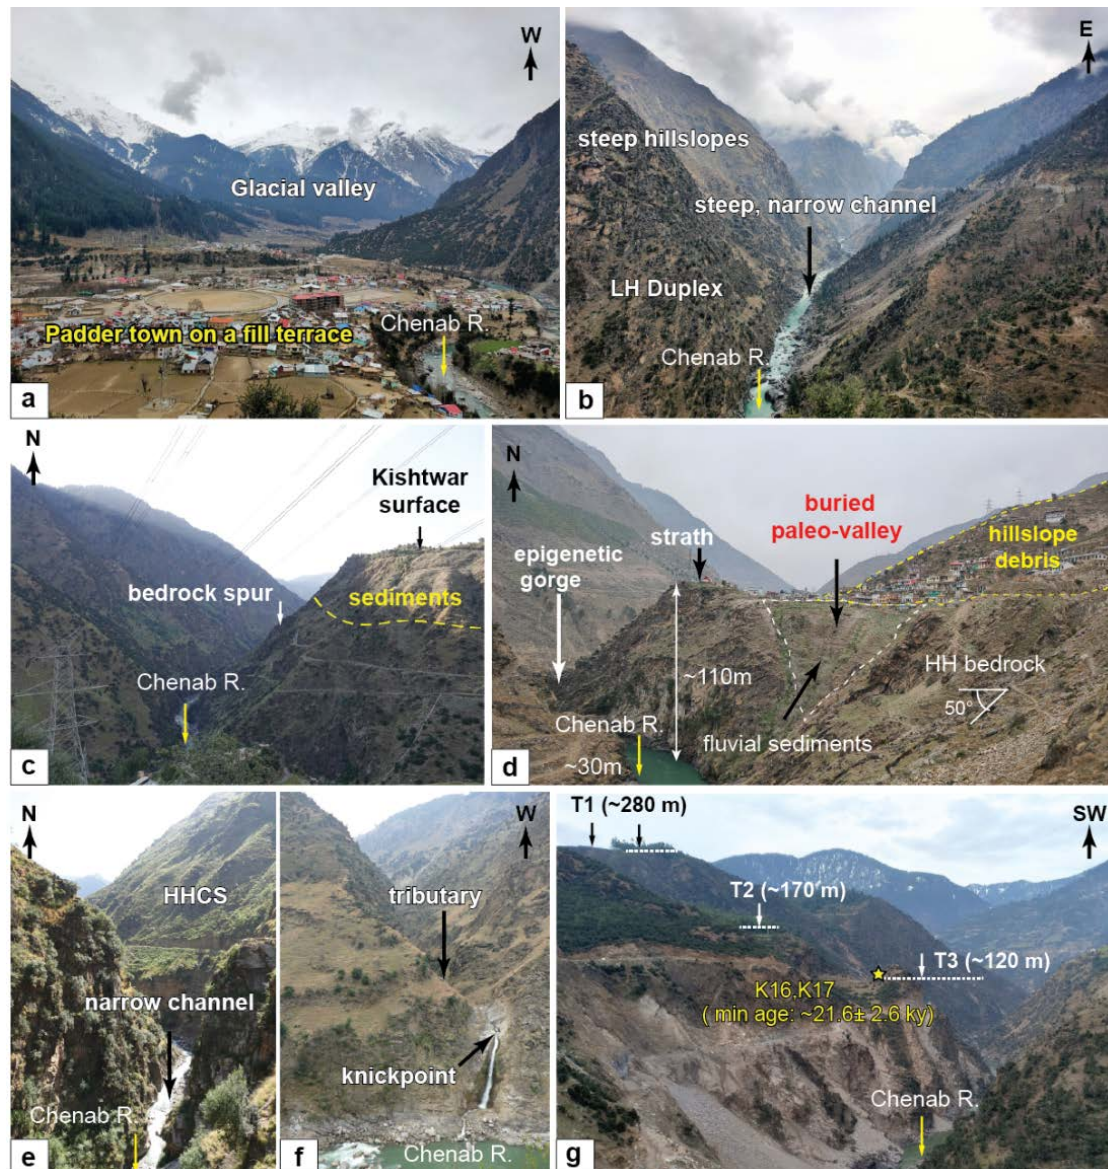 W
Glacial valley
Padder town on a fill terrace
Chenab R.
a
E
steep hillslopes
steep, narrow channel
LH Duplex
Chenab R.
b
N
Kishtwar
surface
bedrock spur
sediments
Chenab R.
c
N
buried
paleo-valley
strath
hillslope
debris
epigenetic
gorge
HH bedrock
~110m
50°
Chenab R.
fluvial sediments
~30m
d
N
HHCS
narrow channel
Chenab R.
e
W
tributary
knickpoint
Chenab R.
f
T1 (~280 m)
SW
T2 (~170 m)
T3 (~120 m)
K16,K17
( min age: ~21.6± 2.6 ky)
Chenab R.
g